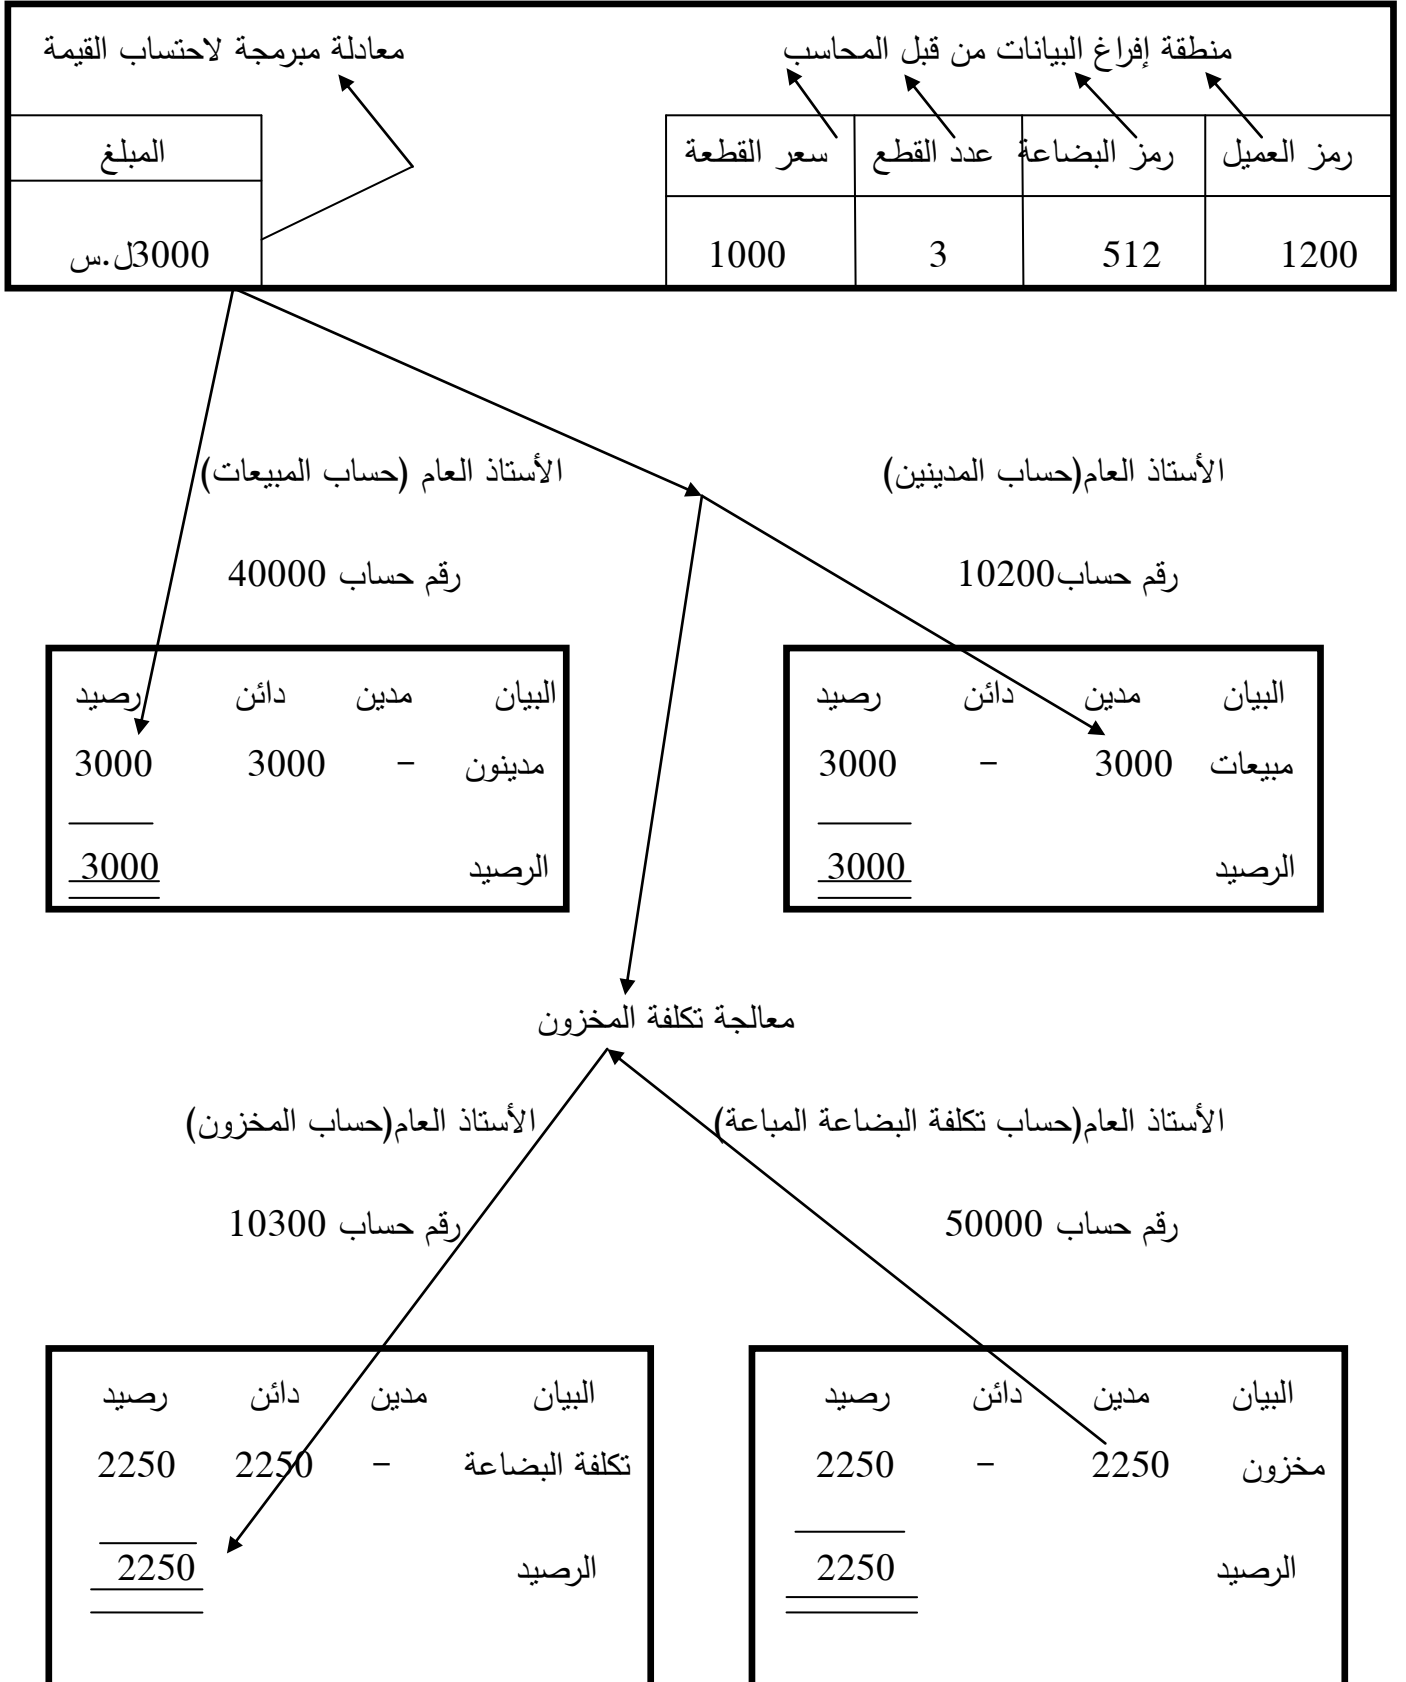 منطقة إفراغ البيانات من قبل المحاسب معادلة مبرمجة لاحتساب القيمة
رمز العميل رمز البضاعة عدد القطع سعر القطعة المبلغ
1200 512 3 1000 3000ل.س
الأستاذ العام(حساب المدينين) الأستاذ العام (حساب المبيعات)
رقم حساب10200 رقم حساب 40000
البيان مدين دائن رصيد البيان مدين دائن رصيد
مبيعات 3000 – 3000 مدينون – 3000 3000
الرصيد 3000 الرصيد 3000
معالجة تكلفة المخزون
الأستاذ العام(حساب تكلفة البضاعة المباعة) الأستاذ العام(حساب المخزون)
رقم حساب 50000 رقم حساب 10300
البيان مدين دائن رصيد البيان مدين دائن رصيد
مخزون 2250 – 2250 تكلفة البضاعة – 2250 2250
الرصيد 2250 الرصيد 2250